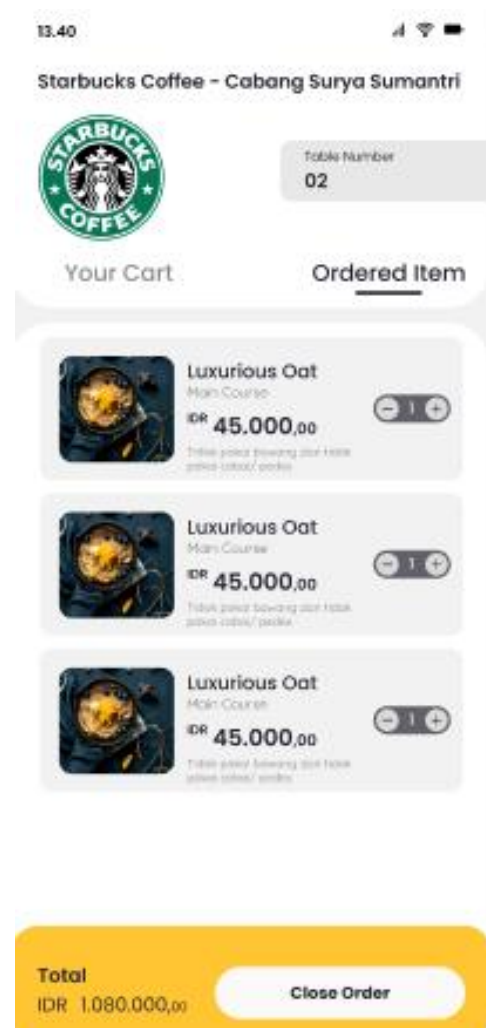 13.40
Starbucks Coffee - Cabang Surya Sumantri
STARBUCKS
COFFEE
Table Number
02
Your Cart
Ordered Item
Luxurious Oat
Main Course
IDR 45.000,00
1
Tidak pakai bawang dan tidak
pakai cabai/ pedas
Luxurious Oat
Main Course
IDR 45.000,00
1
Tidak pakai bawang dan tidak
pakai cabai/ pedas
Luxurious Oat
Main Course
IDR 45.000,00
1
Tidak pakai bawang dan tidak
pakai cabai/ pedas
Total
IDR 1.080.000,00
Close Order